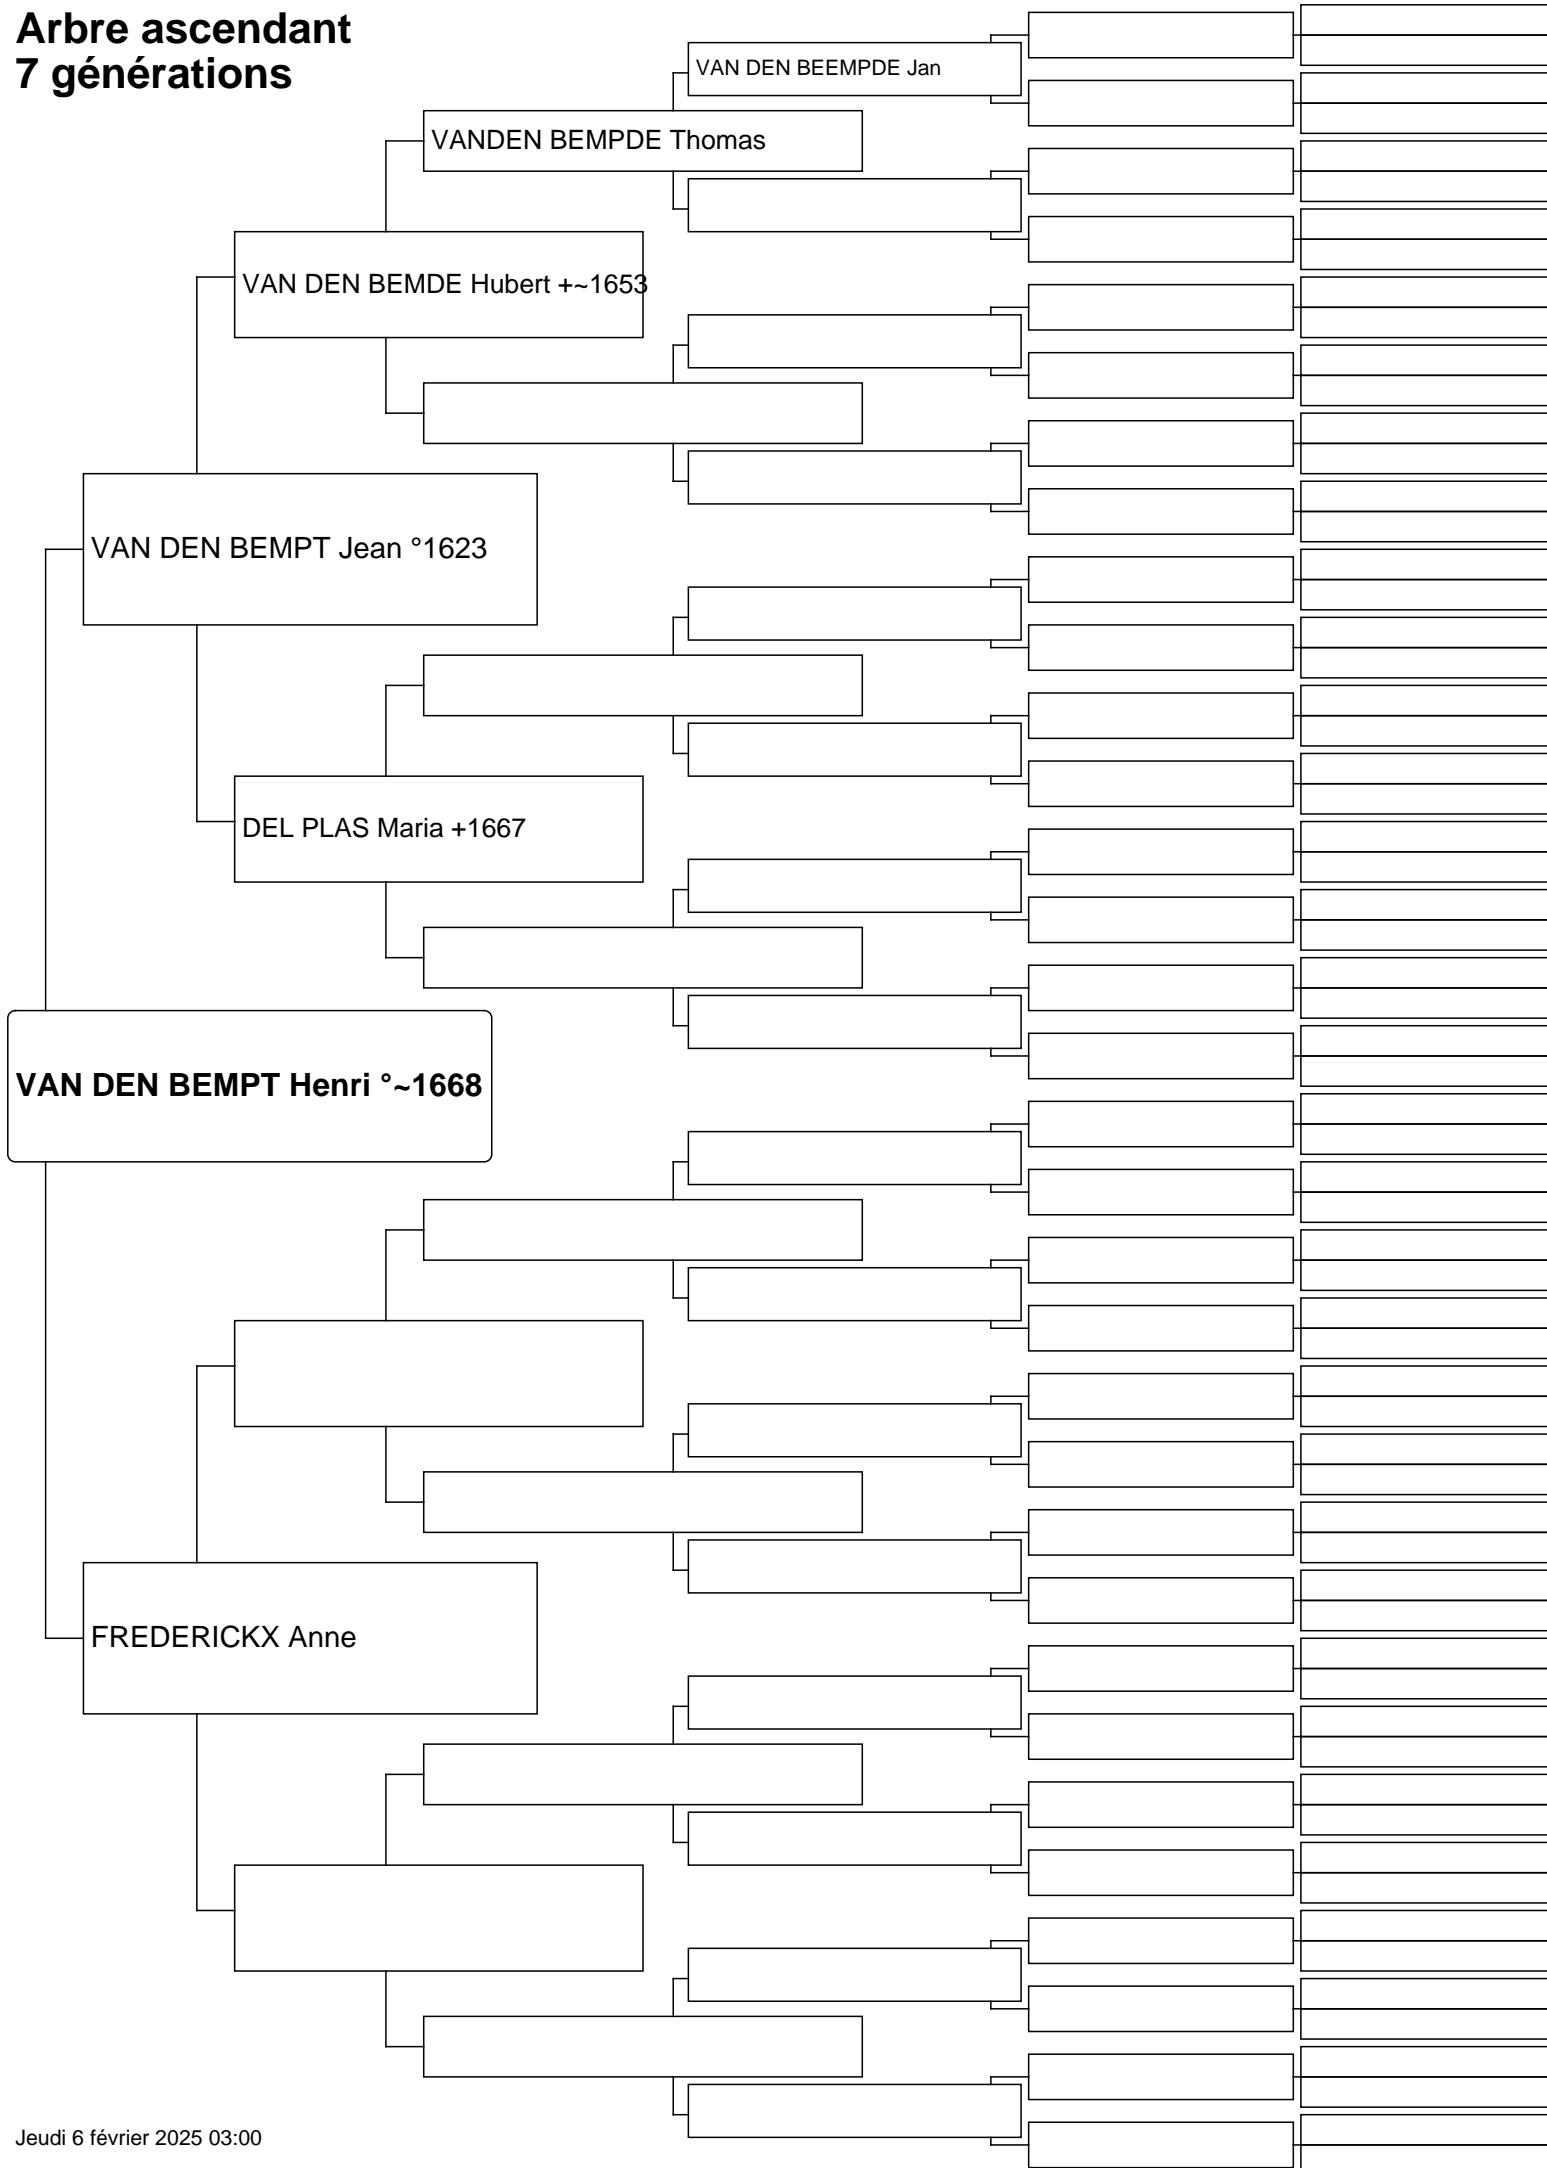 Arbre ascendant
7 générations
VAN DEN BEEMPDE Jan
VANDEN BEMPDE Thomas
VAN DEN BEMDE Hubert +~1653
VAN DEN BEMPT Jean °1623
DEL PLAS Maria +1667
VAN DEN BEMPT Henri °~1668
FREDERICKX Anne
Jeudi 6 février 2025 03:00